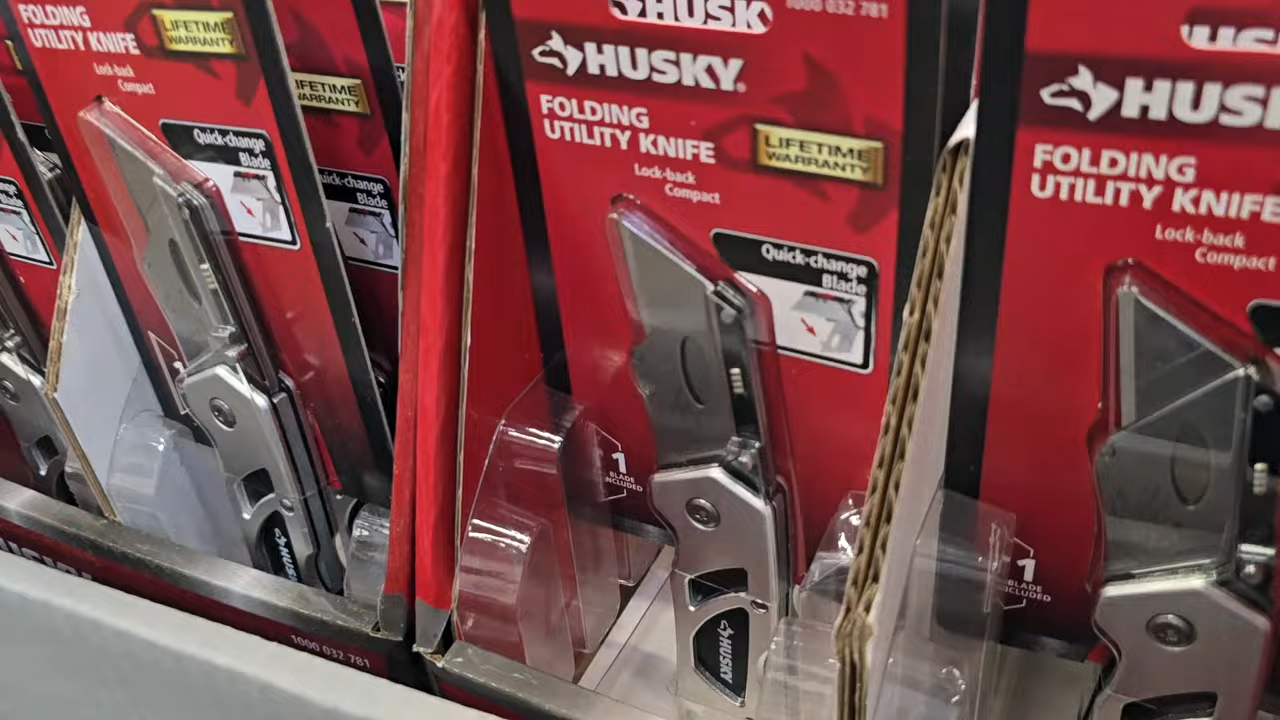 FOLDING
UTILITY KNIFE
LIFETIME
WARRANTY
Lock-back
Compact
Quick-change
Blade
1
HUSKY
LIFETIME
WARRANTY
Quick-change
Blade
HUSKY
1000 032 781
HUSKY
FOLDING
UTILITY KNIFE
LIFETIME
WARRANTY
Lock-back
Compact
Quick-change
Blade
1
BLADE
INCLUDED
HUSKY
HUSKY
FOLDING
UTILITY KNIFE
Lock-back
Compact
1
BLADE
INCLUDED
1000 032 781